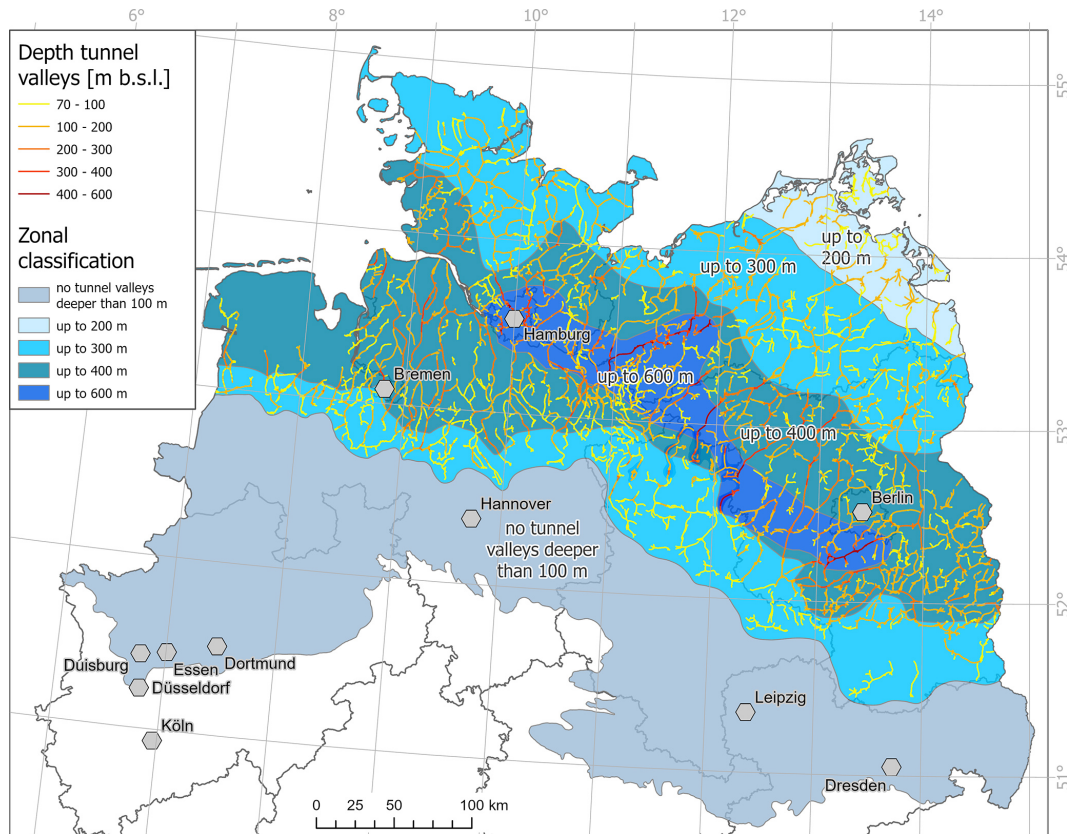 6°
8°
10°
12°
14°
Depth tunnel
valleys [m b.s.l.]
70 - 100
100 - 200
200 - 300
300 - 400
400 - 600
Zonal
classification
no tunnel valleys
deeper than 100 m
up to 200 m
up to 300 m
up to 400 m
up to 600 m
55°
54°
53°
52°
51°
up to
200 m
up to 300 m
Hamburg
up to 600 m
Bremen
up to 400 m
Berlin
Hannover
no tunnel
valleys deeper
than 100 m
Duisburg
Essen
Dortmund
Düsseldorf
Köln
Leipzig
Dresden
0 25 50 100 km